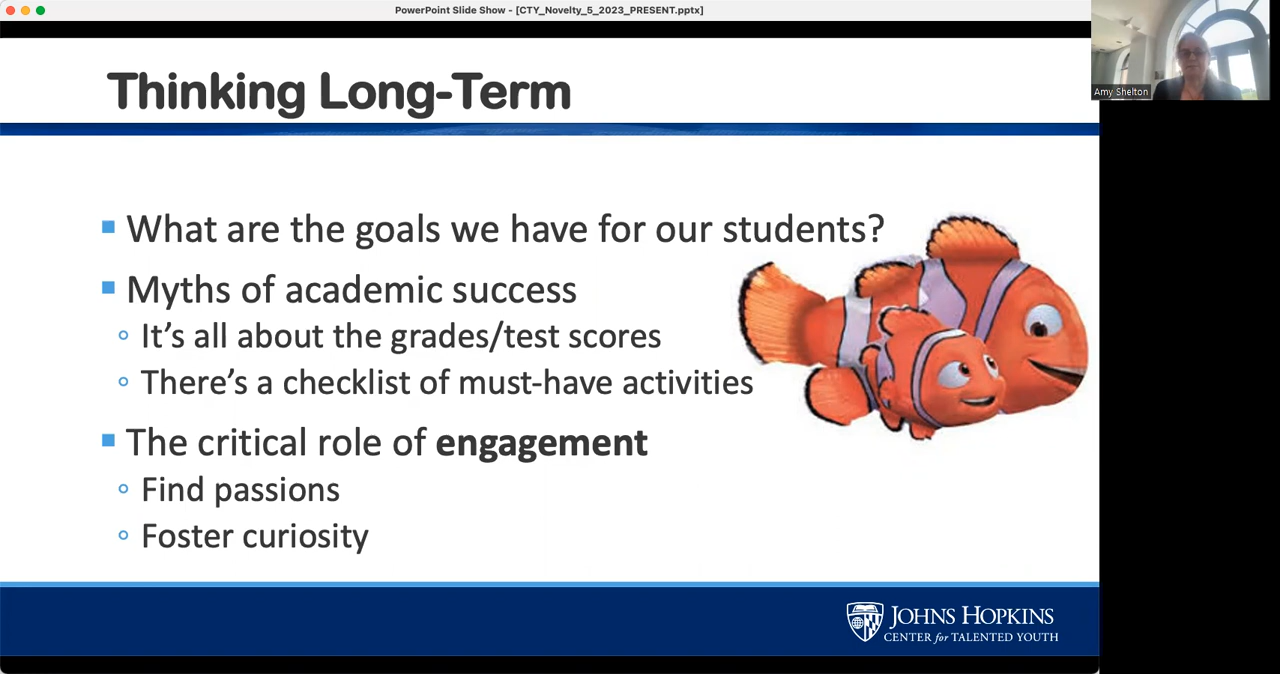 PowerPoint Slide Show - [CTY_Novelty_5_2023_PRESENT.pptx]
Amy Shelton
Thinking Long-Term
What are the goals we have for our students?
Myths of academic success
It's all about the grades/test scores
There's a checklist of must-have activities
The critical role of engagement
Find passions
Foster curiosity
JOHNS HOPKINS
CENTER for TALENTED YOUTH